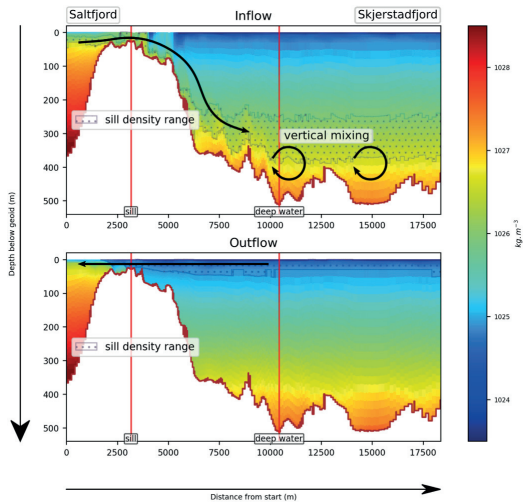 Saltfjord Inflow Skjerstadfjord
0
100
200
300
400
500
sill density range
vertical mixing
sill
deep water
0 2500 5000 7500 10000 12500 15000 17500
Outflow
0
100
200
300
400
500
sill density range
sill
deep water
0 2500 5000 7500 10000 12500 15000 17500
Depth below geoid (m)
Distance from start (m)
1028
1027
1026
1025
1024
kg. m⁻³